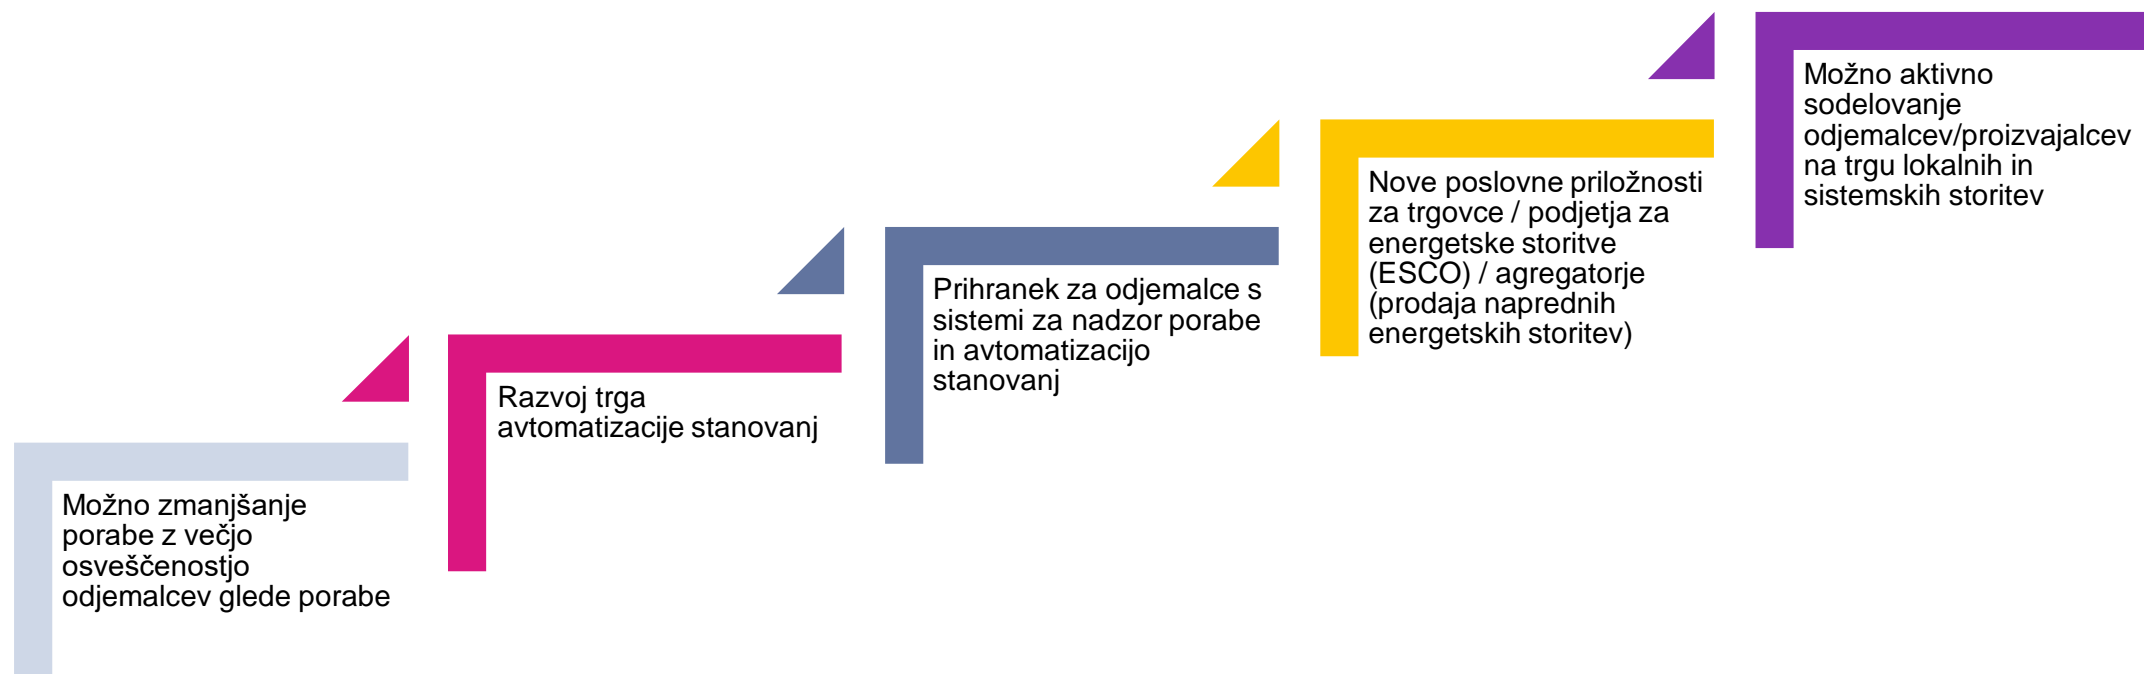 Možno zmanjšanje
porabe z večjo
osveščenostjo
odjemalcev glede porabe
Razvoj trga
avtomatizacije stanovanj
Prihranek za odjemalce s
sistemi za nadzor porabe
in avtomatizacijo
stanovanj
Nove poslovne priložnosti
za trgovce / podjetja za
energetske storitve
(ESCO) / agregatorje
(prodaja naprednih
energetskih storitev)
Možno aktivno
sodelovanje
odjemalcev/proizvajalcev
na trgu lokalnih in
sistemskih storitev